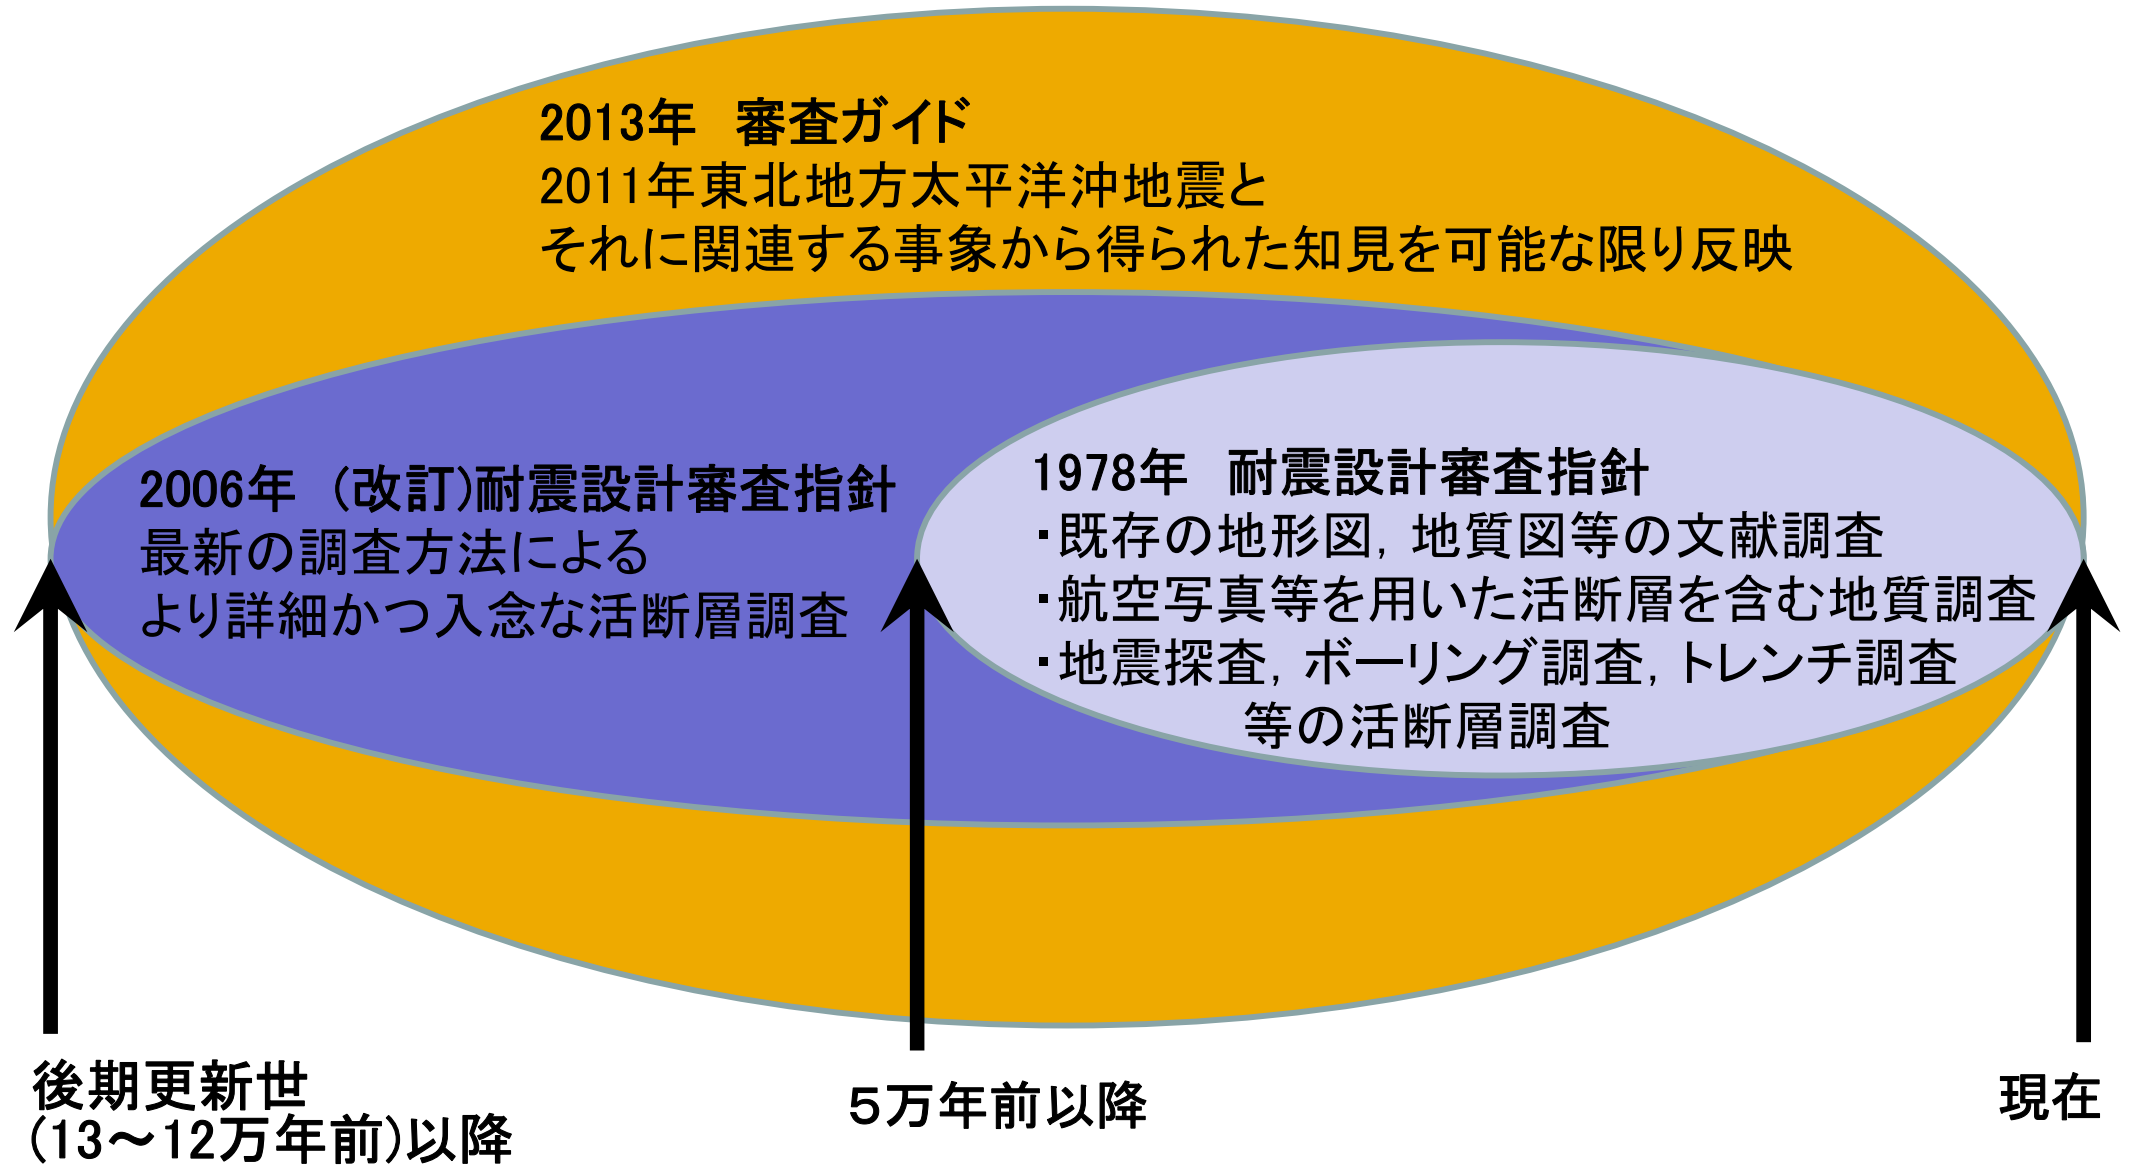 2013年　審査ガイド
2011年東北地方太平洋沖地震と
それに関連する事象から得られた知見を可能な限り反映
2006年　(改訂)耐震設計審査指針
最新の調査方法による
より詳細かつ入念な活断層調査
1978年　耐震設計審査指針
・既存の地形図，地質図等の文献調査
・航空写真等を用いた活断層を含む地質調査
・地震探査，ボーリング調査，トレンチ調査
等の活断層調査
後期更新世
(13〜12万年前)以降
５万年前以降
現在